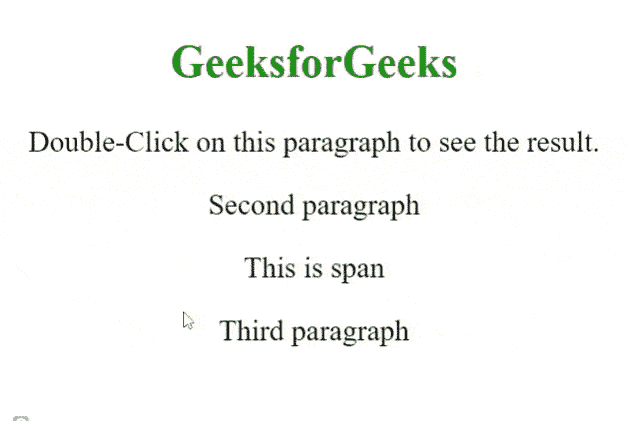 GeeksforGeeks
Double-Click on this paragraph to see the result.
Second paragraph
This is span
Third paragraph